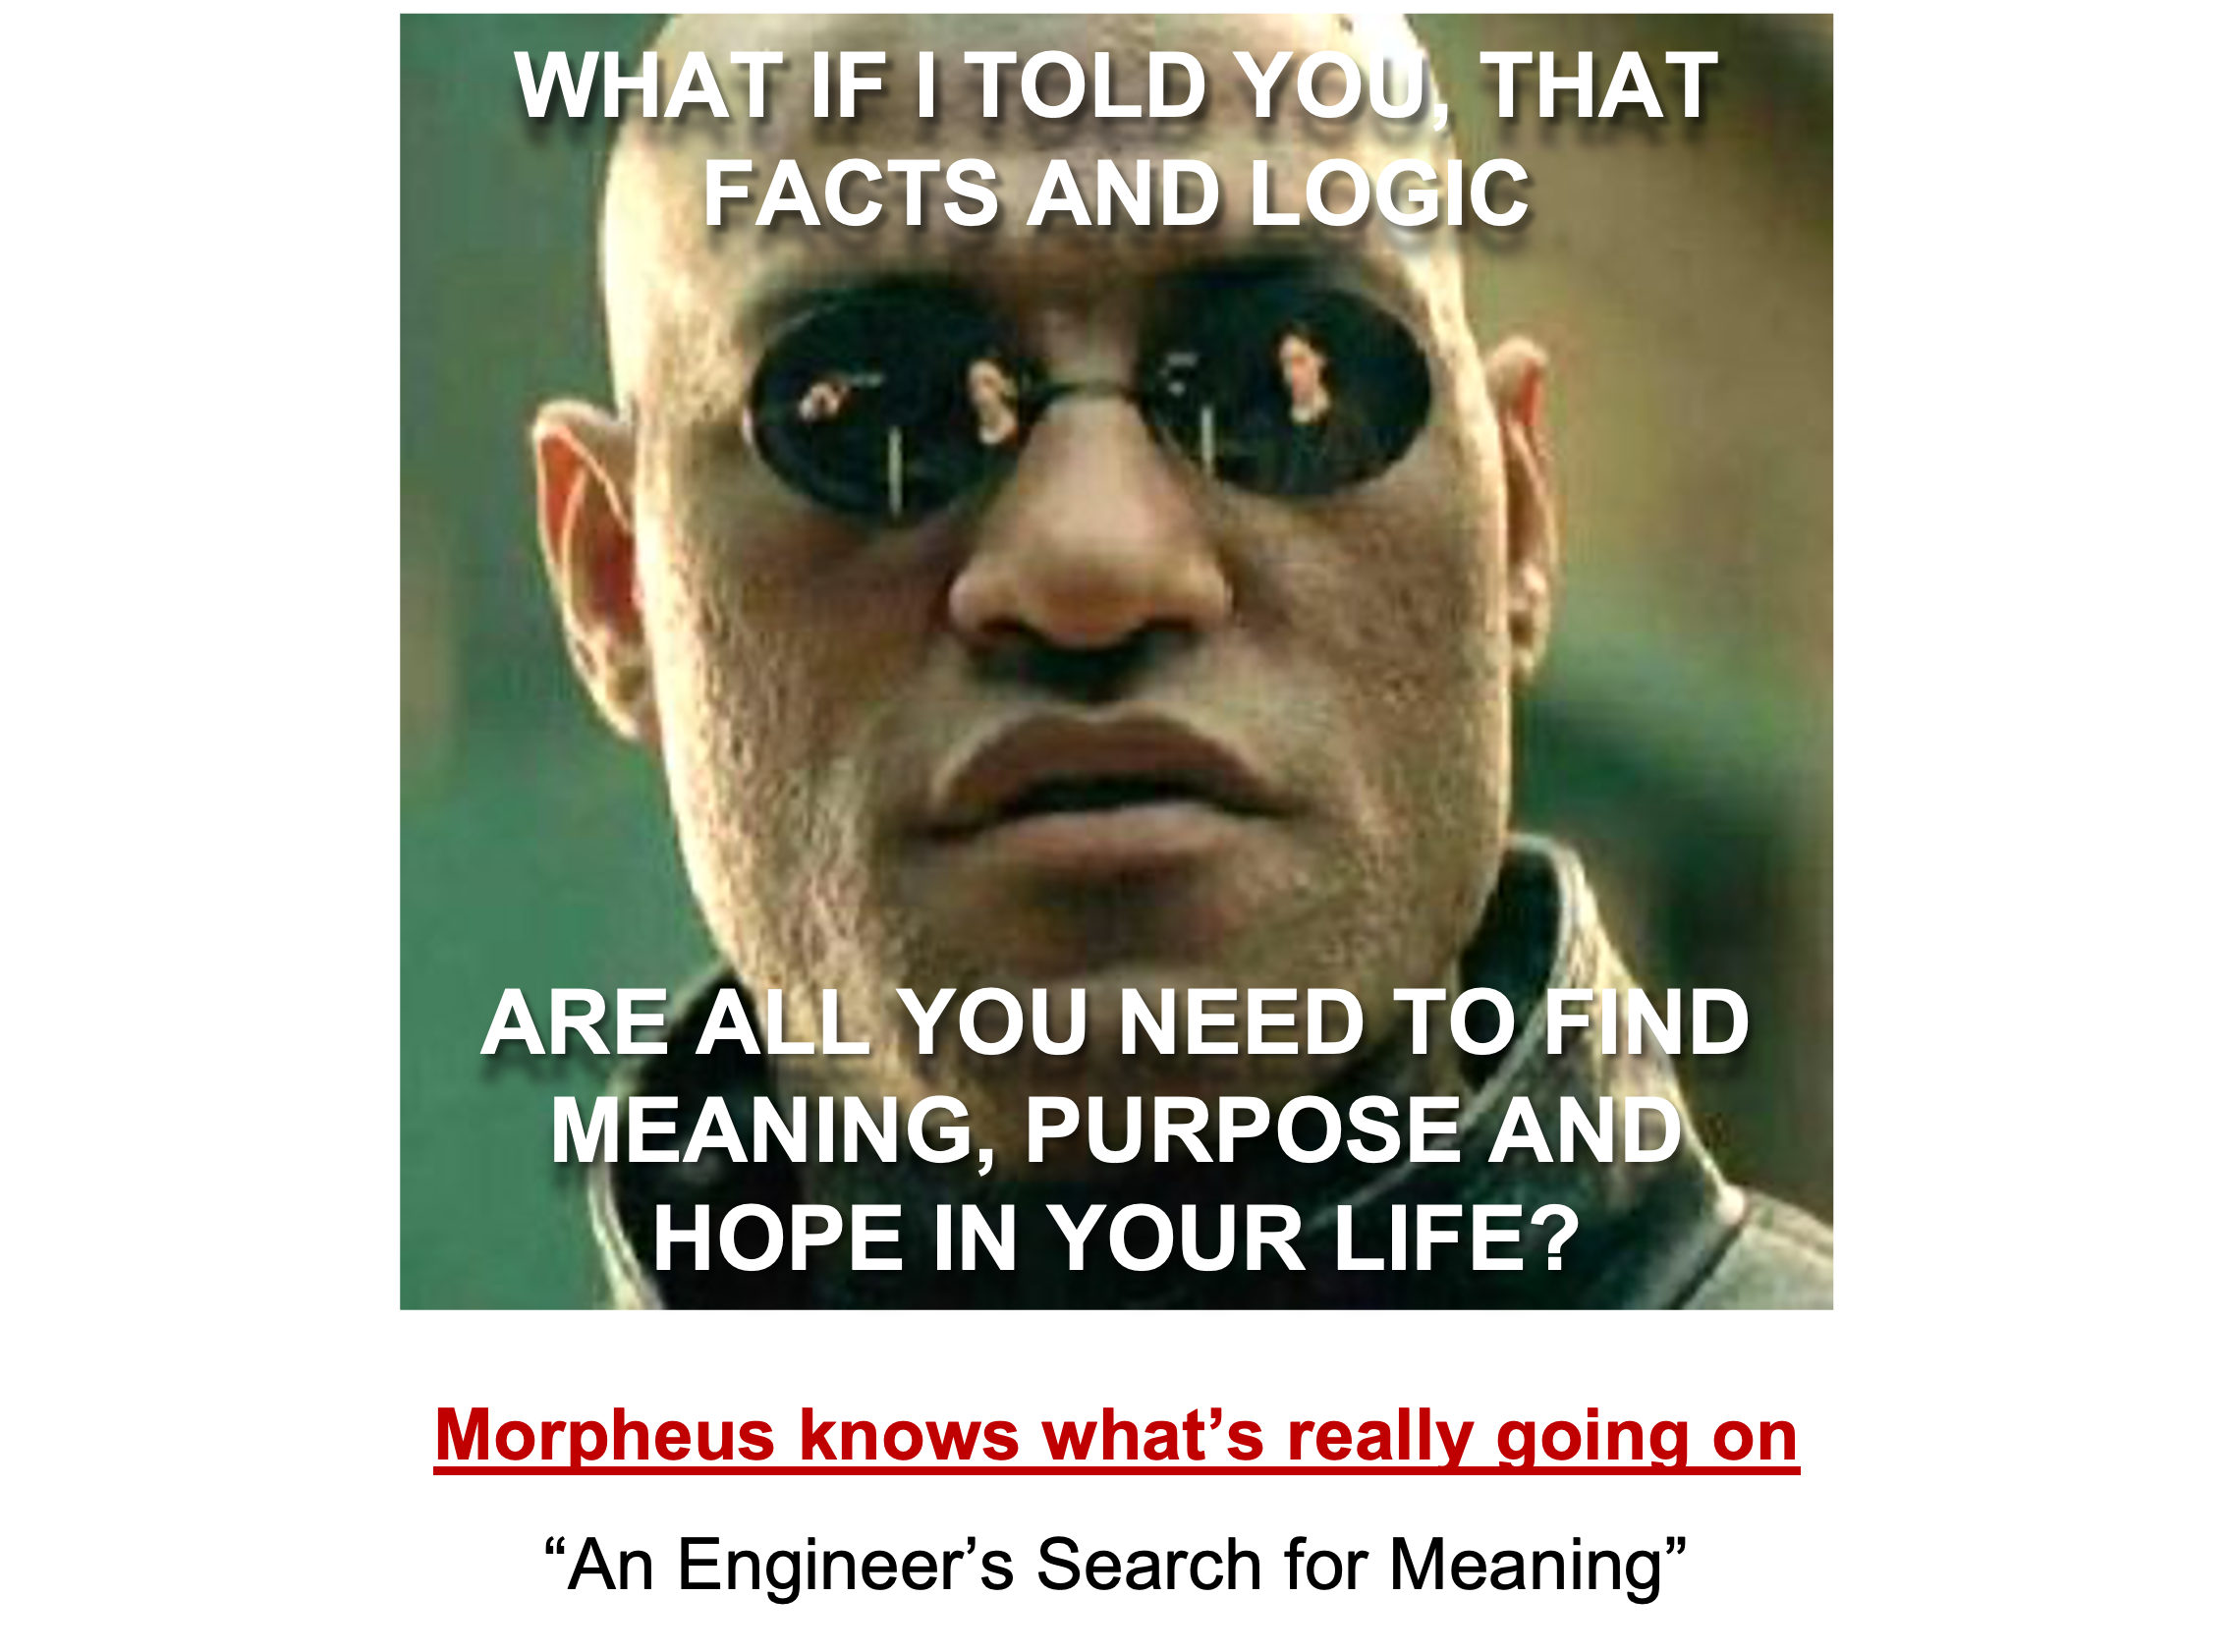 WHAT IF I TOLD YOU, THAT
FACTS AND LOGIC
ARE ALL YOU NEED TO FIND
MEANING, PURPOSE AND
HOPE IN YOUR LIFE?
Morpheus knows what’s really going on
“An Engineer’s Search for Meaning”